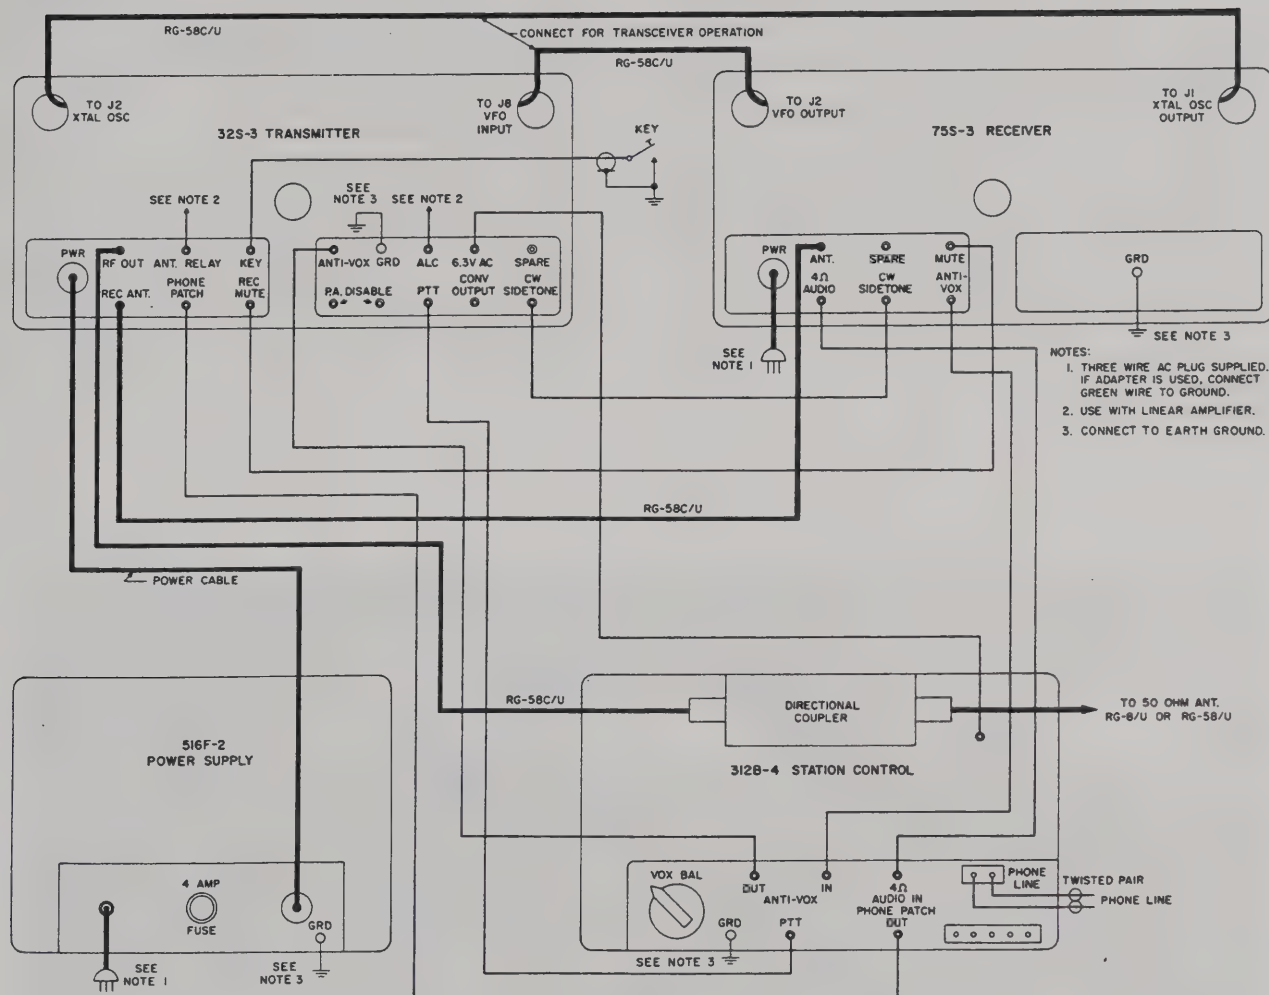 RG-58C/U
CONNECT FOR TRANSCEIVER OPERATION
RG-58C/U
TO J2
XTAL OSC
32S-3 TRANSMITTER
TO J8
VFO
INPUT
KEY
TO J2
VFO OUTPUT
75S-3 RECEIVER
TO J1
XTAL OSC
OUTPUT
SEE NOTE 2
SEE
NOTE 3
SEE NOTE 2
PWR
RF OUT
ANT. RELAY
KEY
REC ANT.
PHONE
PATCH
REC
MUTE
ANTI-VOX
GRD
ALC
6.3V AC
SPARE
P.A. DISABLE
PTT
CONV
OUTPUT
CW
SIDETONE
PWR
ANT.
SPARE
MUTE
4Ω
AUDIO
CW
SIDETONE
ANTI-
VOX
GRD
SEE
NOTE 1
SEE NOTE 3
NOTES:
1. THREE WIRE AC PLUG SUPPLIED.
IF ADAPTER IS USED, CONNECT
GREEN WIRE TO GROUND.
2. USE WITH LINEAR AMPLIFIER.
3. CONNECT TO EARTH GROUND.
RG-58C/U
POWER CABLE
RG-58C/U
DIRECTIONAL
COUPLER
TO 50 OHM ANT.
RG-8/U OR RG-58/U
516F-2
POWER SUPPLY
312B-4 STATION CONTROL
4 AMP
FUSE
GRD
SEE
NOTE 1
SEE
NOTE 3
VOX BAL
OUT
IN
ANTI-VOX
4Ω
AUDIO IN
PHONE PATCH
OUT
GRD
PTT
SEE NOTE 3
PHONE
LINE
TWISTED PAIR
PHONE LINE